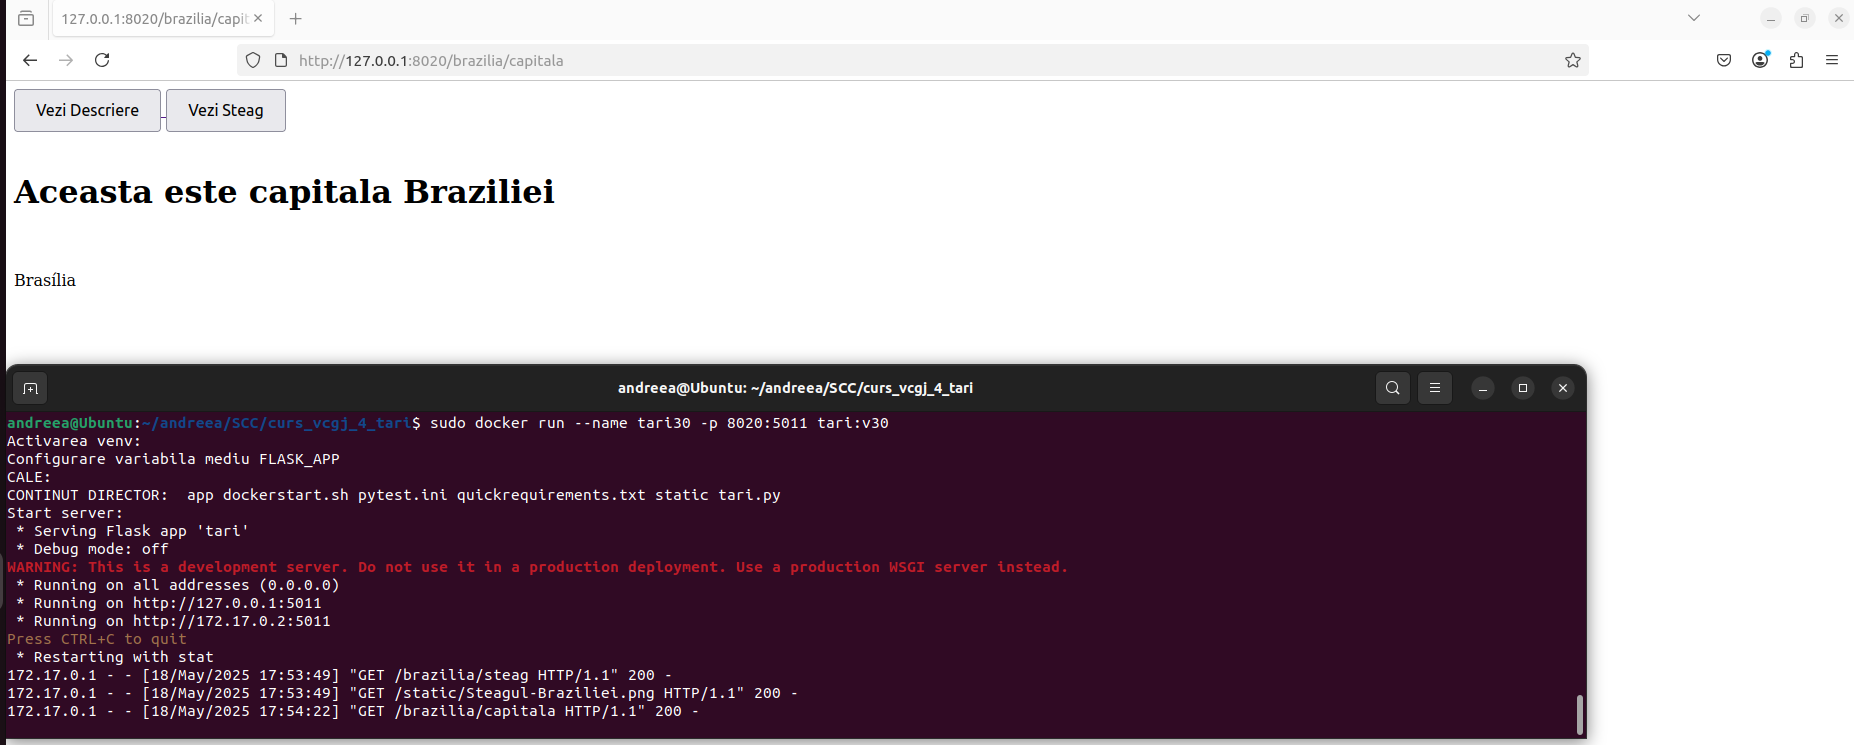 127.0.0.1:8020/brazilia/capit
http://127.0.0.1:8020/brazilia/capitala
Vezi Descriere Vezi Steag
Aceasta este capitala Braziliei
Brasília
andreea@Ubuntu: ~/andreea/SCC/curs_vcgj_4_tari
andreea@Ubuntu:~/andreea/SCC/curs_vcgj_4_tari$ sudo docker run --name tari30 -p 8020:5011 tari:v30
Activarea venv:
Configurare variabila mediu FLASK_APP
CALE:
CONTINUT DIRECTOR:  app dockerstart.sh pytest.ini quickrequirements.txt static tari.py
Start server:
 * Serving Flask app 'tari'
 * Debug mode: off
WARNING: This is a development server. Do not use it in a production deployment. Use a production WSGI server instead.
 * Running on all addresses (0.0.0.0)
 * Running on http://127.0.0.1:5011
 * Running on http://172.17.0.2:5011
Press CTRL+C to quit
 * Restarting with stat
172.17.0.1 - - [18/May/2025 17:53:49] "GET /brazilia/steag HTTP/1.1" 200 -
172.17.0.1 - - [18/May/2025 17:53:49] "GET /static/Steagul-Braziliei.png HTTP/1.1" 200 -
172.17.0.1 - - [18/May/2025 17:54:22] "GET /brazilia/capitala HTTP/1.1" 200 -